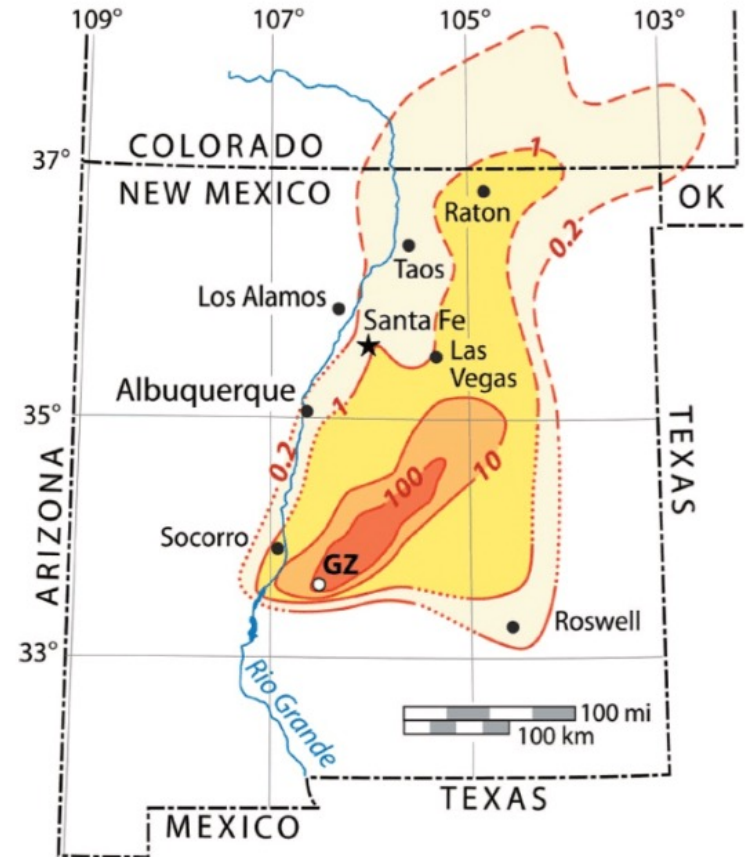 109°
107°
105°
103°
COLORADO
37°
NEW MEXICO
1
Raton
OK
0.2
Taos
Los Alamos
Santa Fe
Las
Vegas
Albuquerque
1
35°
0.2
10
100
TEXAS
ARIZONA
Socorro
GZ
Roswell
33°
Rio Grande
100 mi
100 km
TEXAS
MEXICO